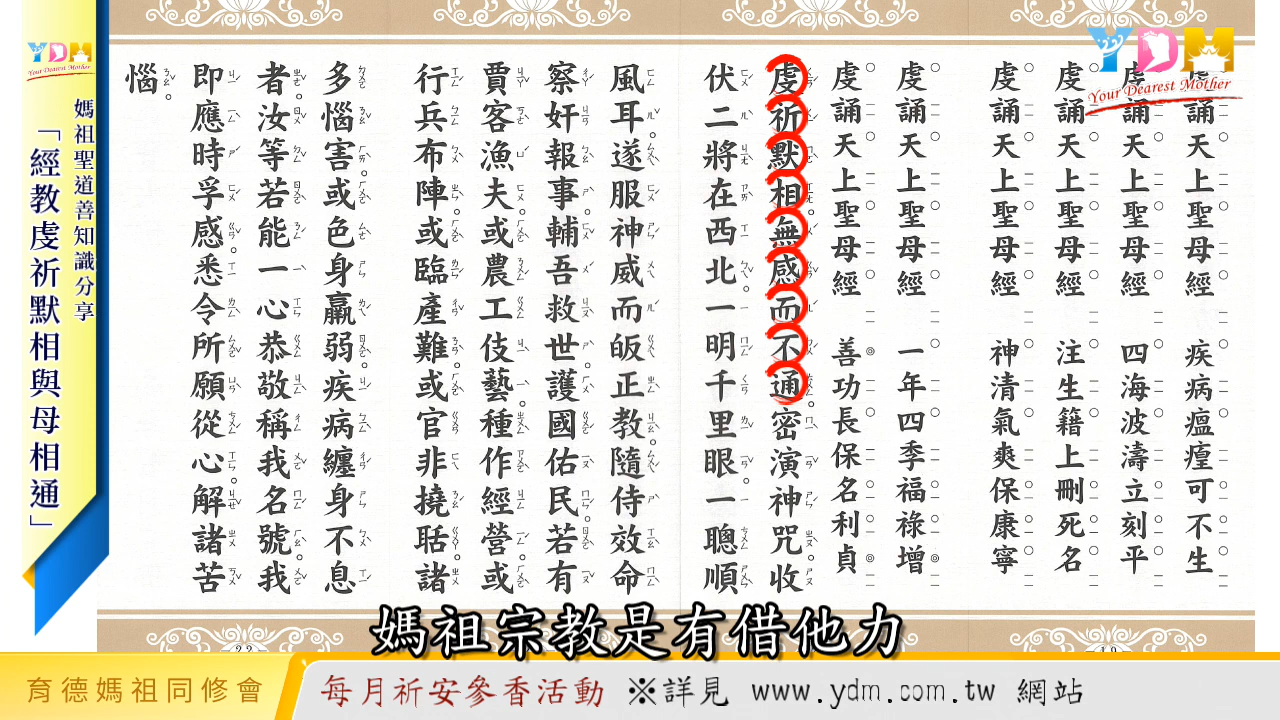 虔誦天上聖母經　疾病瘟癀可不生
虔誦天上聖母經　四海波濤立刻平
虔誦天上聖母經　注生籍上刪死名
虔誦天上聖母經　神清氣爽保康寧
虔誦天上聖母經　一年四季福祿增
虔誦天上聖母經　善功長保名利貞
虔祈默相無感而不通。密演神咒。收
伏二將在西北。一明千里眼。一聰順
風耳。遂服神威而皈正教。隨侍效命
察奸報事。輔吾救世。護國佑民。若有
賈客漁夫。或農工伎藝。種作經營。或
行兵布陣。或臨產難。或官非撓聒。諸
多惱害。或色身羸弱。疾病纏身不息
者。汝等若能一心恭敬稱我名號。我
即應時孚感。悉令所願從心。解諸苦
惱。
YDM
Your Dearest Mother
YDM
Your Dearest Mother
媽祖聖道善知識分享
「經教虔祈默相與母相通」
媽祖宗教是有借他力
育德媽祖同修會
每月祈安參香活動 ※詳見 www.ydm.com.tw 網站